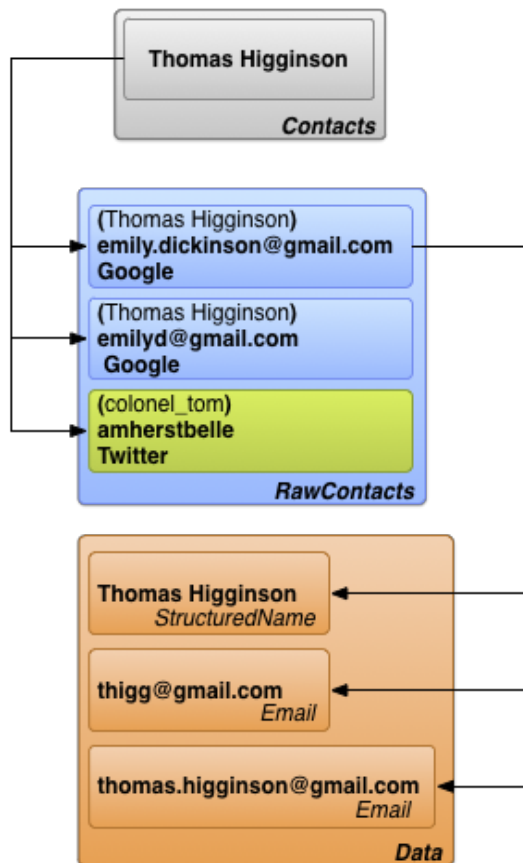 Thomas Higginson
Contacts
(Thomas Higginson)
emily.dickinson@gmail.com
Google
(Thomas Higginson)
emilyd@gmail.com
Google
(colonel_tom)
amherstbelle
Twitter
RawContacts
Thomas Higginson
StructuredName
thigg@gmail.com
Email
thomas.higginson@gmail.com
Email
Data